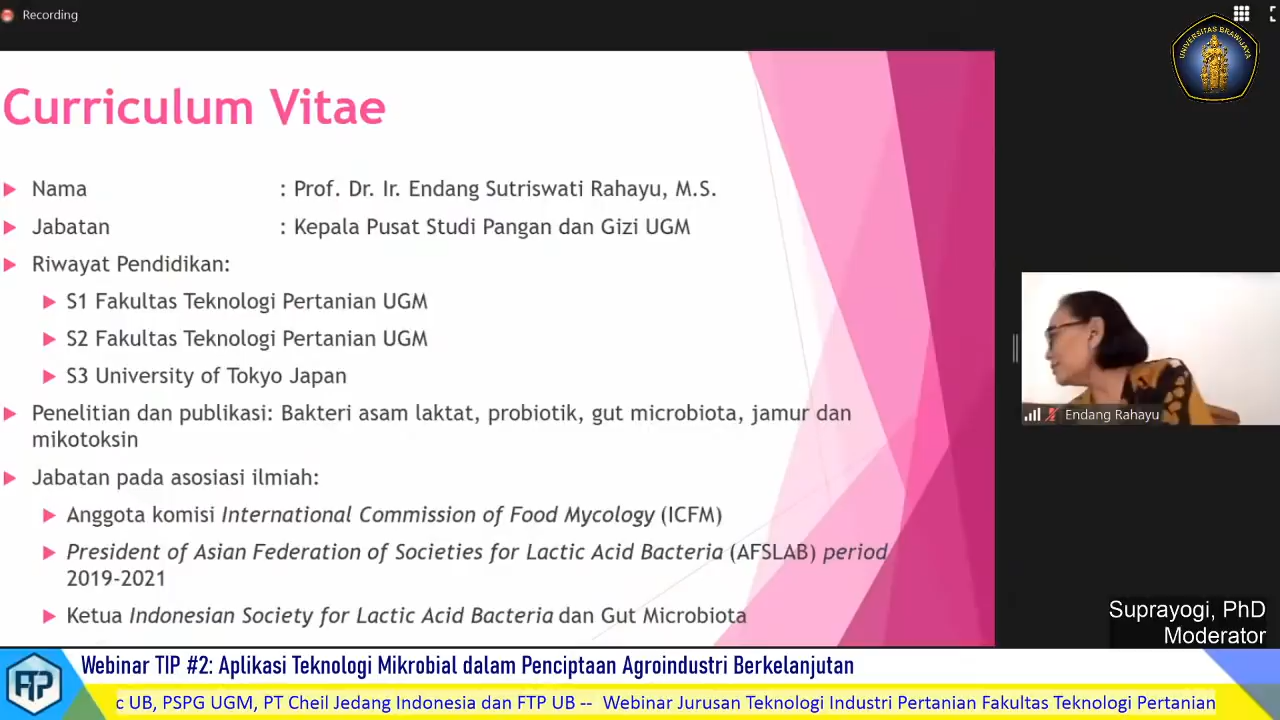 Recording
UNIVERSITAS BRAWIJAYA
Curriculum Vitae
Nama : Prof. Dr. Ir. Endang Sutriswati Rahayu, M.S.
Jabatan : Kepala Pusat Studi Pangan dan Gizi UGM
Riwayat Pendidikan:
S1 Fakultas Teknologi Pertanian UGM
S2 Fakultas Teknologi Pertanian UGM
S3 University of Tokyo Japan
Penelitian dan publikasi: Bakteri asam laktat, probiotik, gut microbiota, jamur dan
mikotoksin
Jabatan pada asosiasi ilmiah:
Anggota komisi International Commission of Food Mycology (ICFM)
President of Asian Federation of Societies for Lactic Acid Bacteria (AFSLAB) period
2019-2021
Ketua Indonesian Society for Lactic Acid Bacteria dan Gut Microbiota
Endang Rahayu
Suprayogi, PhD
Moderator
Webinar TIP #2: Aplikasi Teknologi Mikrobial dalam Penciptaan Agroindustri Berkelanjutan
c UB, PSPG UGM, PT Cheil Jedang Indonesia dan FTP UB -- Webinar Jurusan Teknologi Industri Pertanian Fakultas Teknologi Pertanian